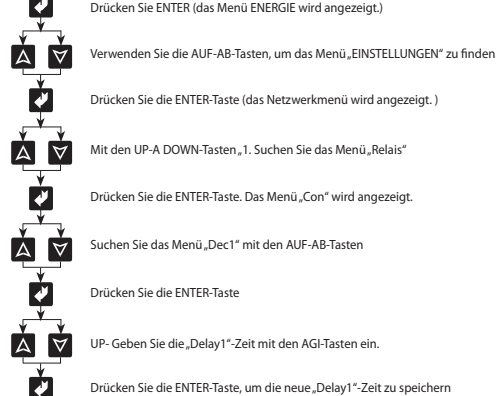 Drücken Sie ENTER (das Menü ENERGIE wird angezeigt.)
Verwenden Sie die AUF-AB-Tasten, um das Menü „EINSTELLUNGEN“ zu finden
Drücken Sie die ENTER-Taste (das Netzwerkmenü wird angezeigt. )
Mit den UP-A DOWN-Tasten „1. Suchen Sie das Menü „Relais“
Drücken Sie die ENTER-Taste. Das Menü „Con“ wird angezeigt.
Suchen Sie das Menü „Dec1“ mit den AUF-AB-Tasten
Drücken Sie die ENTER-Taste
UP- Geben Sie die „Delay1“-Zeit mit den AGI-Tasten ein.
Drücken Sie die ENTER-Taste, um die neue „Delay1“-Zeit zu speichern